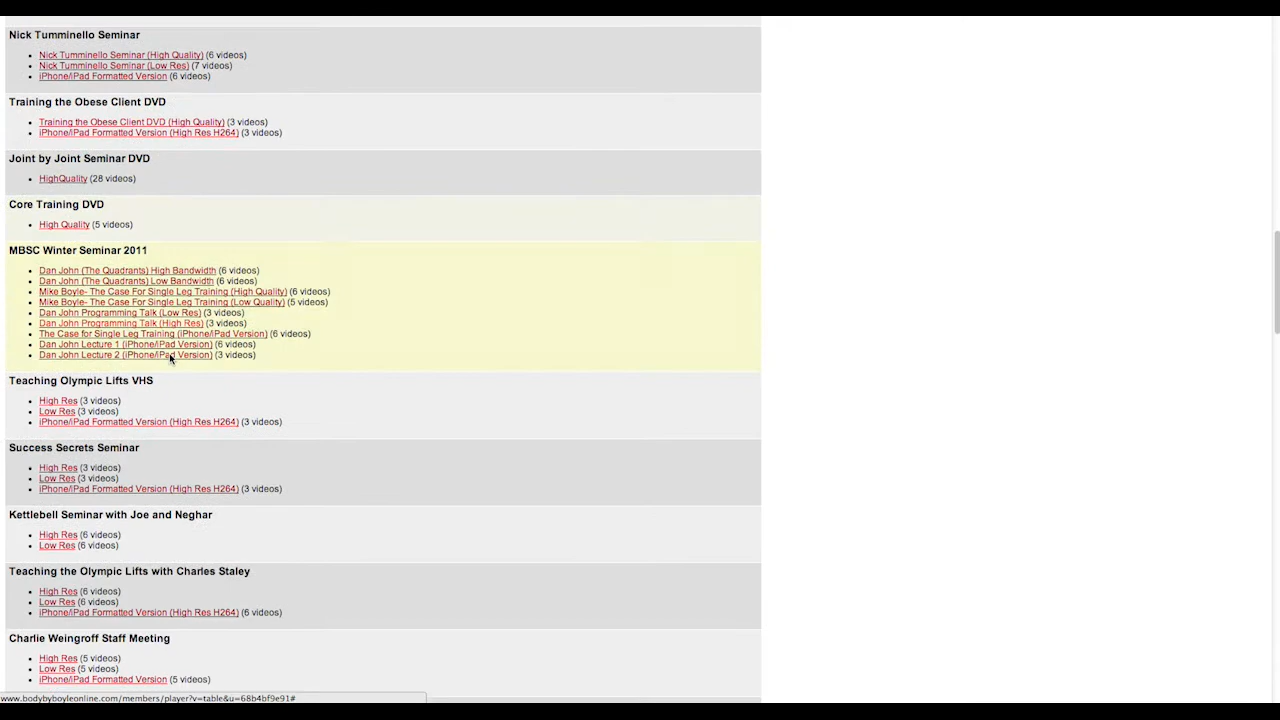 Nick Tumminello Seminar
Nick Tumminello Seminar (High Quality) (6 videos)
Nick Tumminello Seminar (Low Res) (7 videos)
iPhone/iPad Formatted Version (6 videos)
Training the Obese Client DVD
Training the Obese Client DVD (High Quality) (3 videos)
iPhone/iPad Formatted Version (High Res H264) (3 videos)
Joint by Joint Seminar DVD
HighQuality (28 videos)
Core Training DVD
High Quality (5 videos)
MBSC Winter Seminar 2011
Dan John (The Quadrants) High Bandwidth (6 videos)
Dan John (The Quadrants) Low Bandwidth (6 videos)
Mike Boyle- The Case For Single Leg Training (High Quality) (6 videos)
Mike Boyle- The Case For Single Leg Training (Low Quality) (5 videos)
Dan John Programming Talk (Low Res) (3 videos)
Dan John Programming Talk (High Res) (3 videos)
The Case for Single Leg Training (iPhone/iPad Version) (6 videos)
Dan John Lecture 1 (iPhone/iPad Version) (6 videos)
Dan John Lecture 2 (iPhone/iPad Version) (3 videos)
Teaching Olympic Lifts VHS
High Res (3 videos)
Low Res (3 videos)
iPhone/iPad Formatted Version (High Res H264) (3 videos)
Success Secrets Seminar
High Res (3 videos)
Low Res (3 videos)
iPhone/iPad Formatted Version (High Res H264) (3 videos)
Kettlebell Seminar with Joe and Neghar
High Res (6 videos)
Low Res (6 videos)
Teaching the Olympic Lifts with Charles Staley
High Res (6 videos)
Low Res (6 videos)
iPhone/iPad Formatted Version (High Res H264) (6 videos)
Charlie Weingroff Staff Meeting
High Res (5 videos)
Low Res (5 videos)
iPhone/iPad Formatted Version (5 videos)
www.bodybyboyleonline.com/members/player?v=table&u=68b4bf9e91#